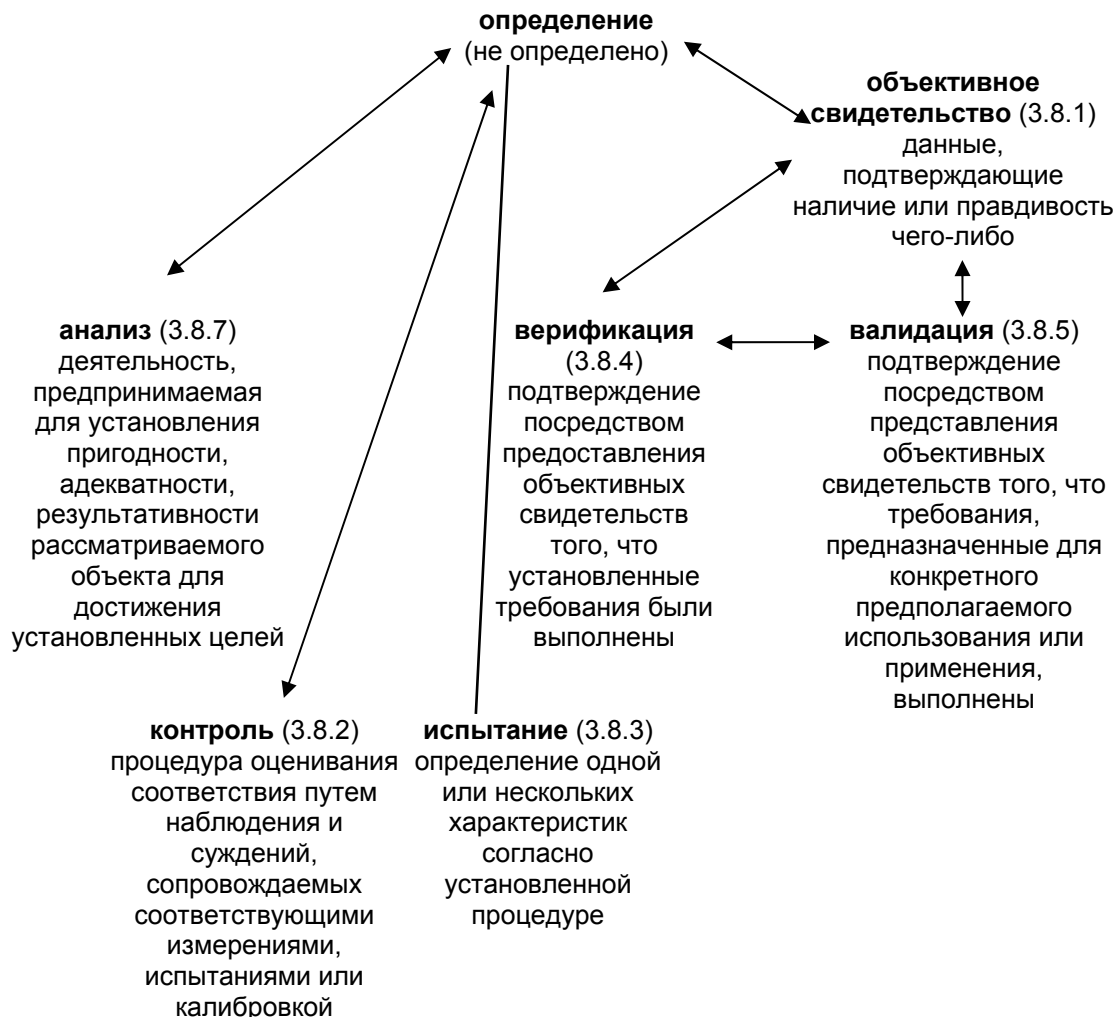 определение
(не определено)
объективное
свидетельство (3.8.1)
данные,
подтверждающие
наличие или правдивость
чего-либо
анализ (3.8.7)
деятельность,
предпринимаемая
для установления
пригодности,
адекватности,
результативности
рассматриваемого
объекта для
достижения
установленных целей
верификация
(3.8.4)
подтверждение
посредством
предоставления
объективных
свидетельств
того, что
установленные
требования были
выполнены
валидация (3.8.5)
подтверждение
посредством
представления
объективных
свидетельств того, что
требования,
предназначенные для
конкретного
предполагаемого
использования или
применения,
выполнены
контроль (3.8.2)
процедура оценивания
соответствия путем
наблюдения и
суждений,
сопровождаемых
соответствующими
измерениями,
испытаниями или
калибровкой
испытание (3.8.3)
определение одной
или нескольких
характеристик
согласно
установленной
процедуре